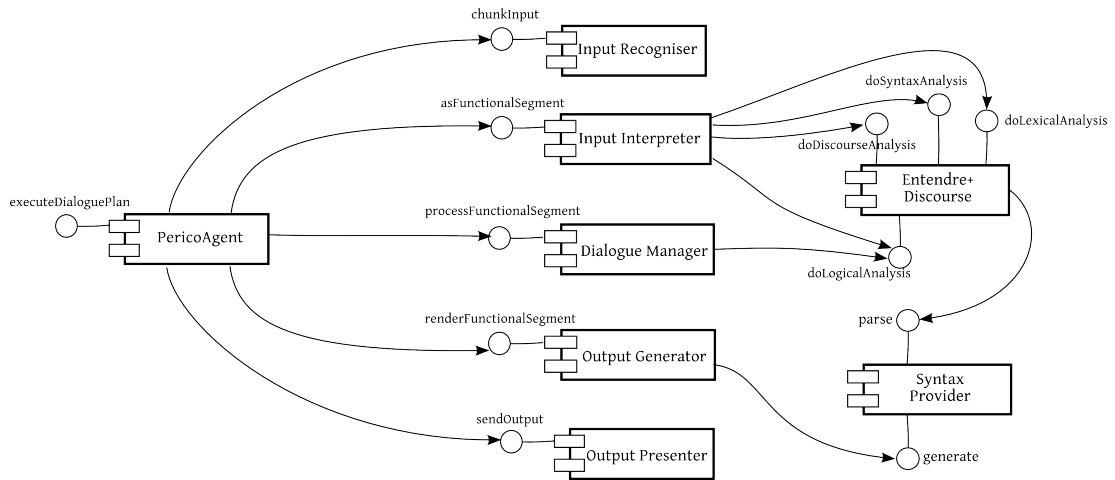 chunkInput
Input Recogniser
doSyntaxAnalysis
asFunctionalSegment
doLexicalAnalysis
Input Interpreter
doDiscourseAnalysis
Entendre+
Discourse
executeDialoguePlan
processFunctionalSegment
PericoAgent
Dialogue Manager
doLogicalAnalysis
renderFunctionalSegment
parse
Output Generator
Syntax
Provider
sendOutput
Output Presenter
generate